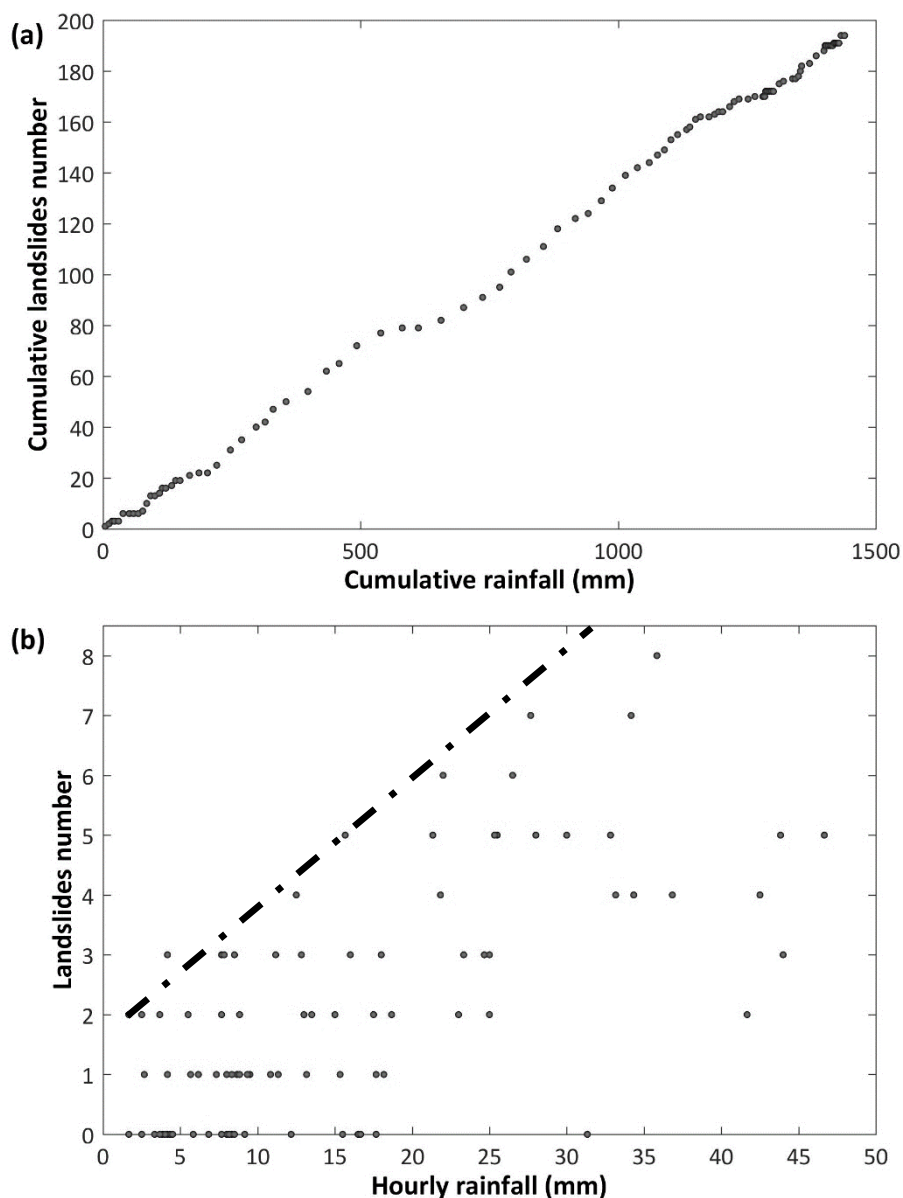 (a)
Cumulative landslides number
200
180
160
140
120
100
80
60
40
20
0
0 500 1000 1500
Cumulative rainfall (mm)
(b)
Landslides number
8
7
6
5
4
3
2
1
0
0 5 10 15 20 25 30 35 40 45 50
Hourly rainfall (mm)